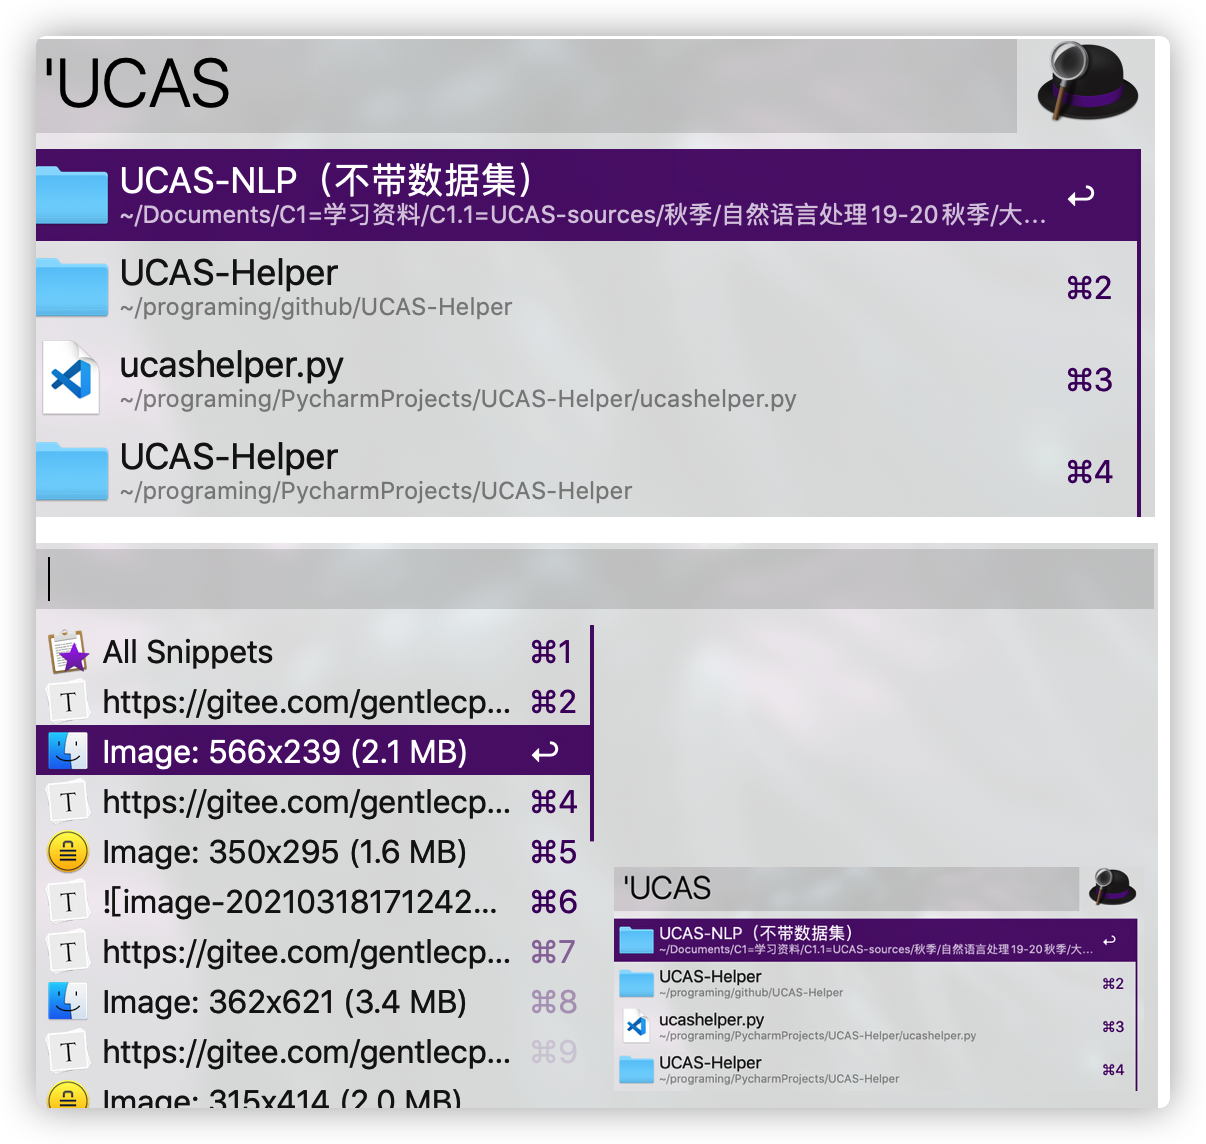 'UCAS
UCAS-NLP（不带数据集）
~/Documents/C1=学习资料/C1.1=UCAS-sources/秋季/自然语言处理19-20秋季/大...
UCAS-Helper
~/programing/github/UCAS-Helper
⌘2
ucashelper.py
~/programing/PycharmProjects/UCAS-Helper/ucashelper.py
⌘3
UCAS-Helper
~/programing/PycharmProjects/UCAS-Helper
⌘4
All Snippets ⌘1
https://gitee.com/gentlecp... ⌘2
Image: 566x239 (2.1 MB)
https://gitee.com/gentlecp... ⌘4
Image: 350x295 (1.6 MB) ⌘5
![image-20210318171242... ⌘6
https://gitee.com/gentlecp... ⌘7
Image: 362x621 (3.4 MB) ⌘8
https://gitee.com/gentlecp... ⌘9
Image: 315x414 (2.0 MB)
'UCAS
UCAS-NLP（不带数据集）
~/Documents/C1=学习资料/C1.1=UCAS-sources/秋季/自然语言处理19-20秋季/大...
UCAS-Helper
~/programing/github/UCAS-Helper
⌘2
ucashelper.py
~/programing/PycharmProjects/UCAS-Helper/ucashelper.py
⌘3
UCAS-Helper
~/programing/PycharmProjects/UCAS-Helper
⌘4